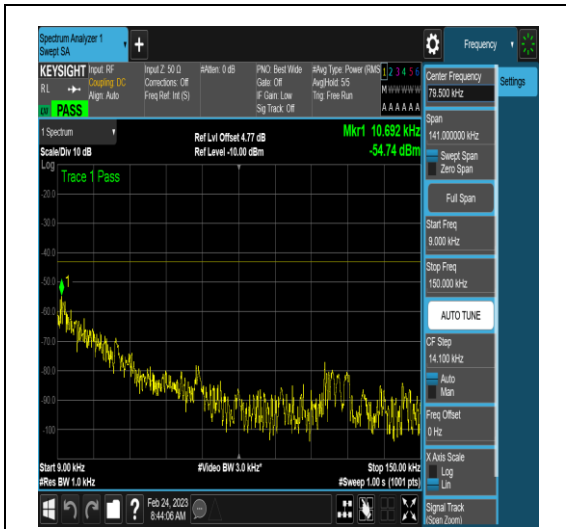 Spectrum Analyzer 1
Swept SA
Frequency
KEYSIGHT
RL
PASS
Input: RF
Coupling: DC
Align: Auto
Input Z: 50 Ω
Corrections: Off
Freq Ref: Int (S)
#Atten: 0 dB
PNO: Best Wide
Gate: Off
IF Gain: Low
Sig Track: Off
#Avg Type: Power (RMS
Avg|Hold: 5/5
Trig: Free Run
1 2 3 4 5 6
M W W W W W
A A A A A A
1 Spectrum
Scale/Div 10 dB
Ref Lvl Offset 4.77 dB
Ref Level -10.00 dBm
Mkr1 10.692 kHz
-54.74 dBm
Log
Trace 1 Pass
-20.0
-30.0
-40.0
-50.0
1
-60.0
-70.0
-80.0
-90.0
-100
Start 9.00 kHz
#Res BW 1.0 kHz
#Video BW 3.0 kHz*
Stop 150.00 kHz
#Sweep 1.00 s (1001 pts)
Feb 24, 2023
8:44:06 AM
Center Frequency
79.500 kHz
Settings
Span
141.000000 kHz
Swept Span
Zero Span
Full Span
Start Freq
9.000 kHz
Stop Freq
150.000 kHz
AUTO TUNE
CF Step
14.100 kHz
Auto
Man
Freq Offset
0 Hz
X Axis Scale
Log
Lin
Signal Track
(Span Zoom)